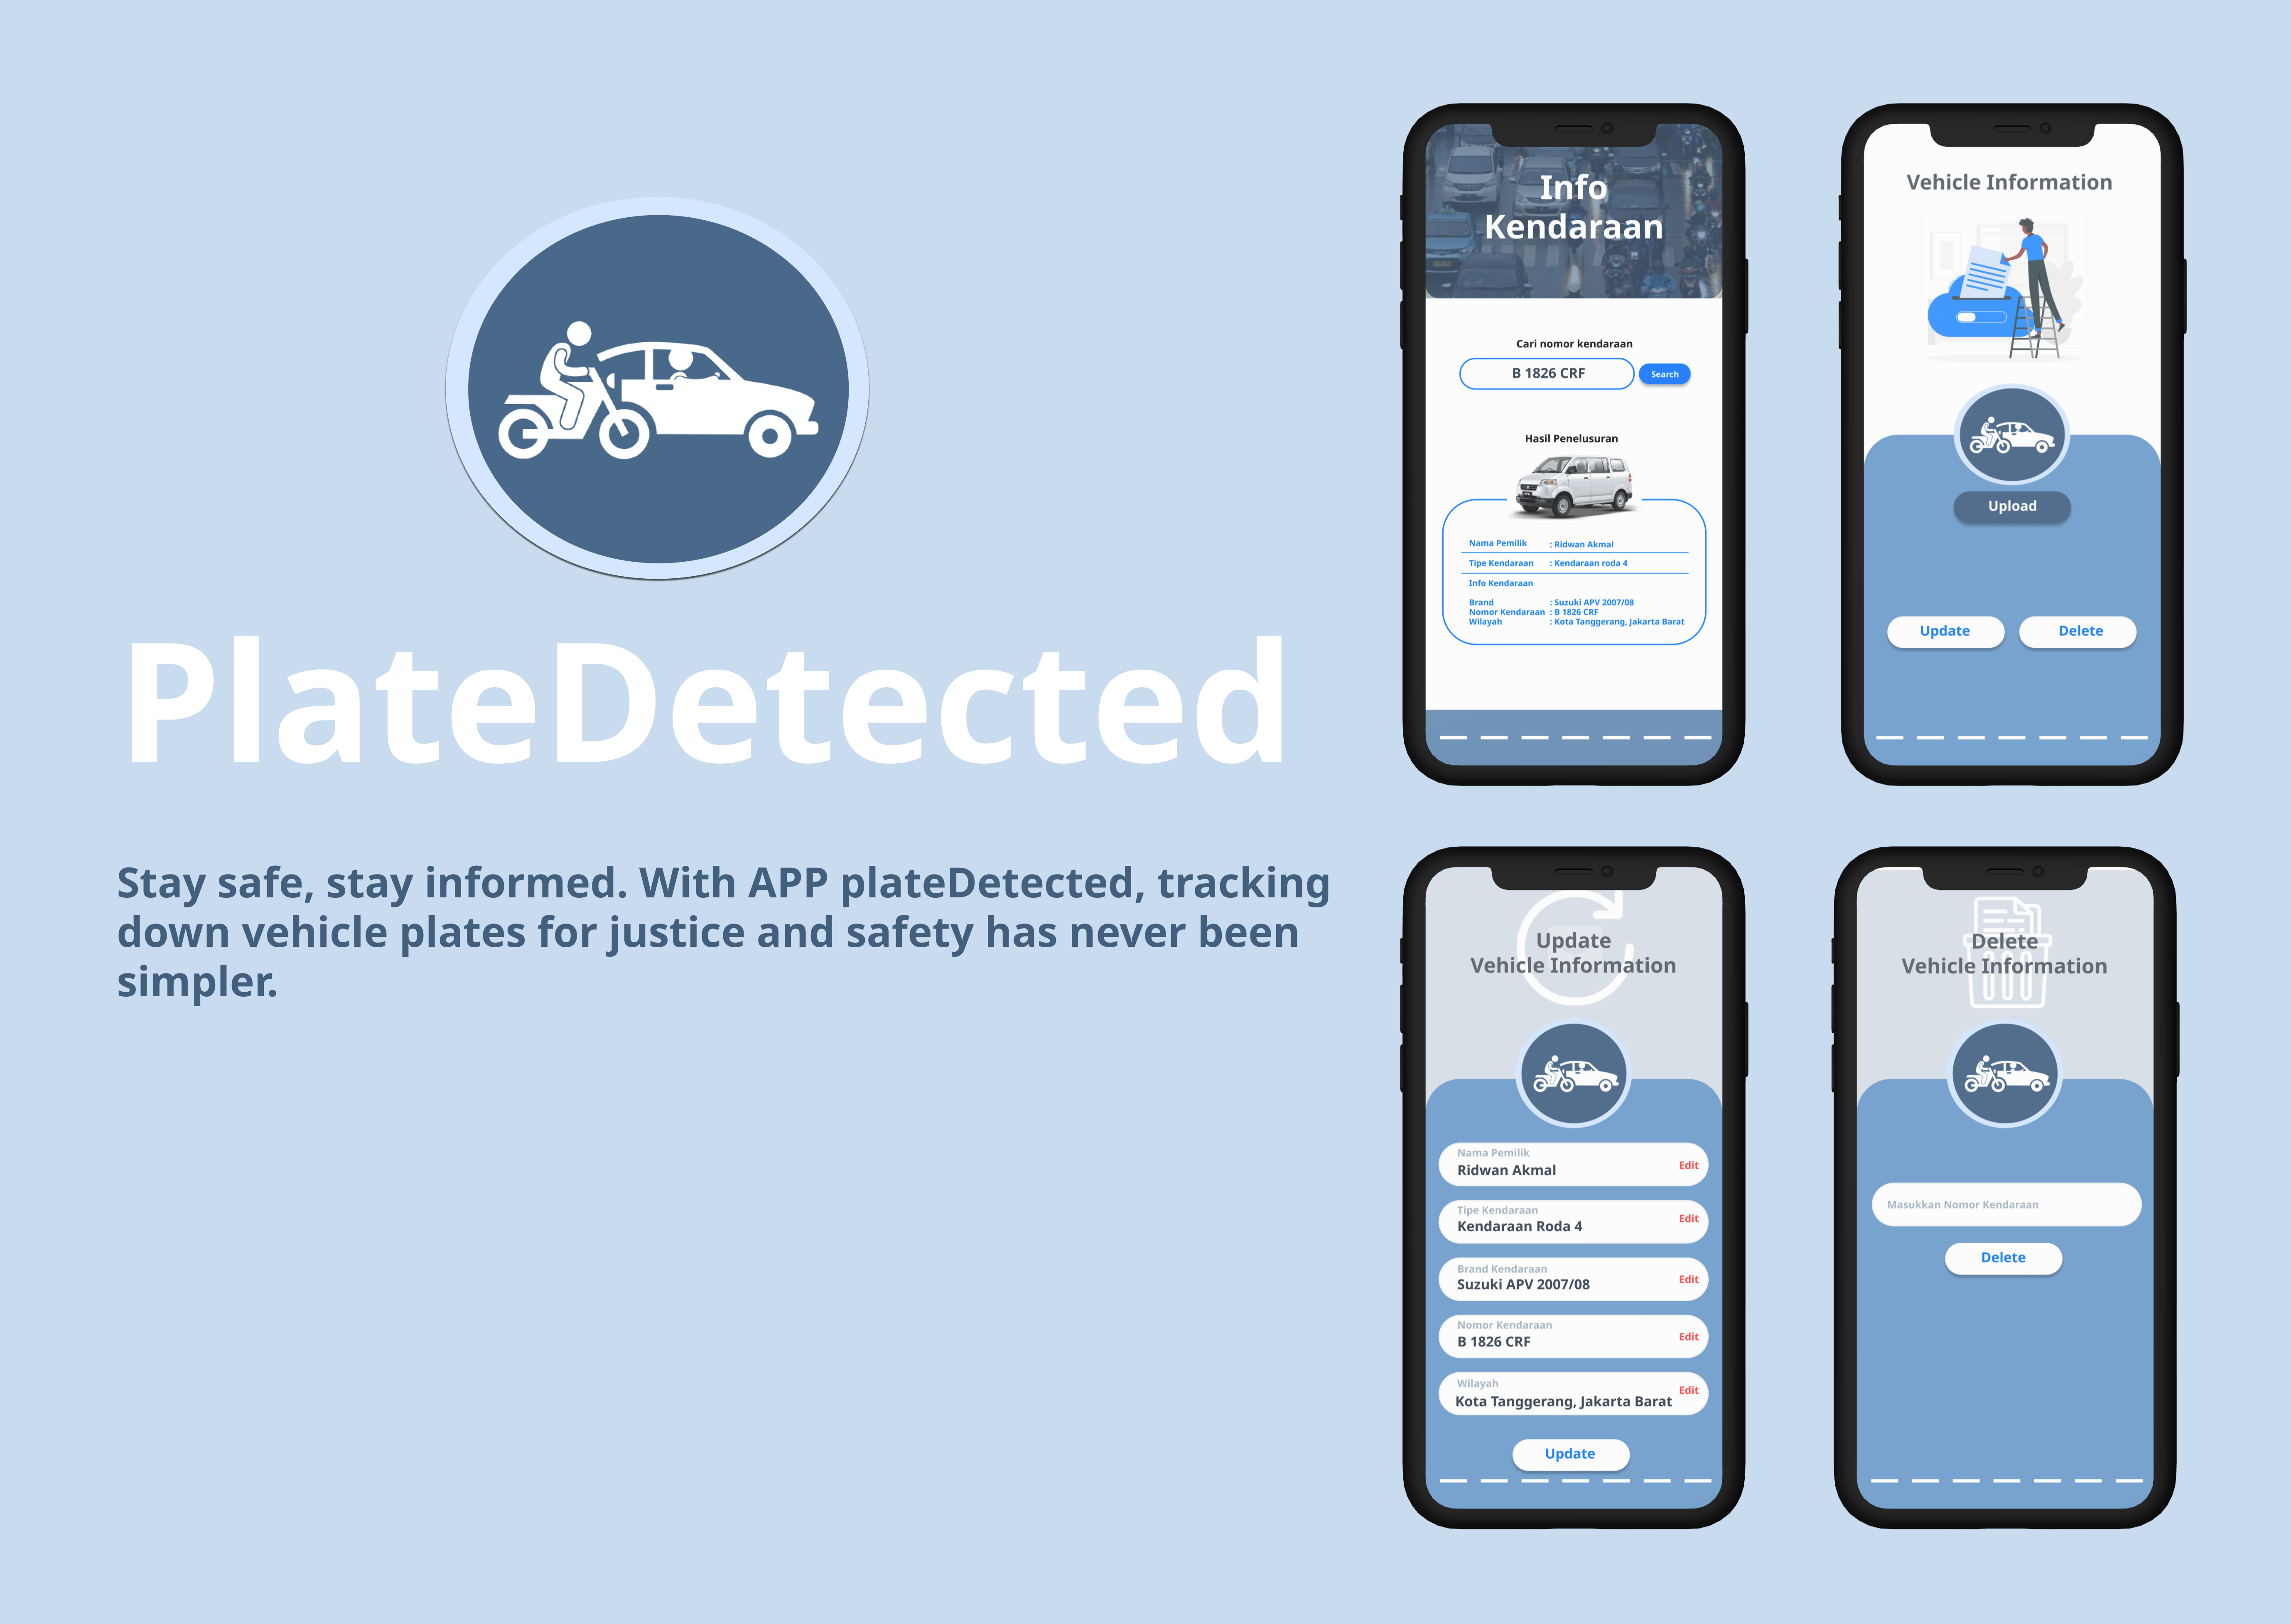 PlateDetected
Stay safe, stay informed. With APP plateDetected, tracking
down vehicle plates for justice and safety has never been
simpler.
Info
Kendaraan
Cari nomor kendaraan
B 1826 CRF
Search
Hasil Penelusuran
Nama Pemilik : Ridwan Akmal
Tipe Kendaraan : Kendaraan roda 4
Info Kendaraan
Brand : Suzuki APV 2007/08
Nomor Kendaraan : B 1826 CRF
Wilayah : Kota Tanggerang, Jakarta Barat
Vehicle Information
Upload
Update Delete
Update
Vehicle Information
Nama Pemilik
Ridwan Akmal Edit
Tipe Kendaraan
Kendaraan Roda 4 Edit
Brand Kendaraan
Suzuki APV 2007/08 Edit
Nomor Kendaraan
B 1826 CRF Edit
Wilayah
Kota Tanggerang, Jakarta Barat Edit
Update
Delete
Vehicle Information
Masukkan Nomor Kendaraan
Delete